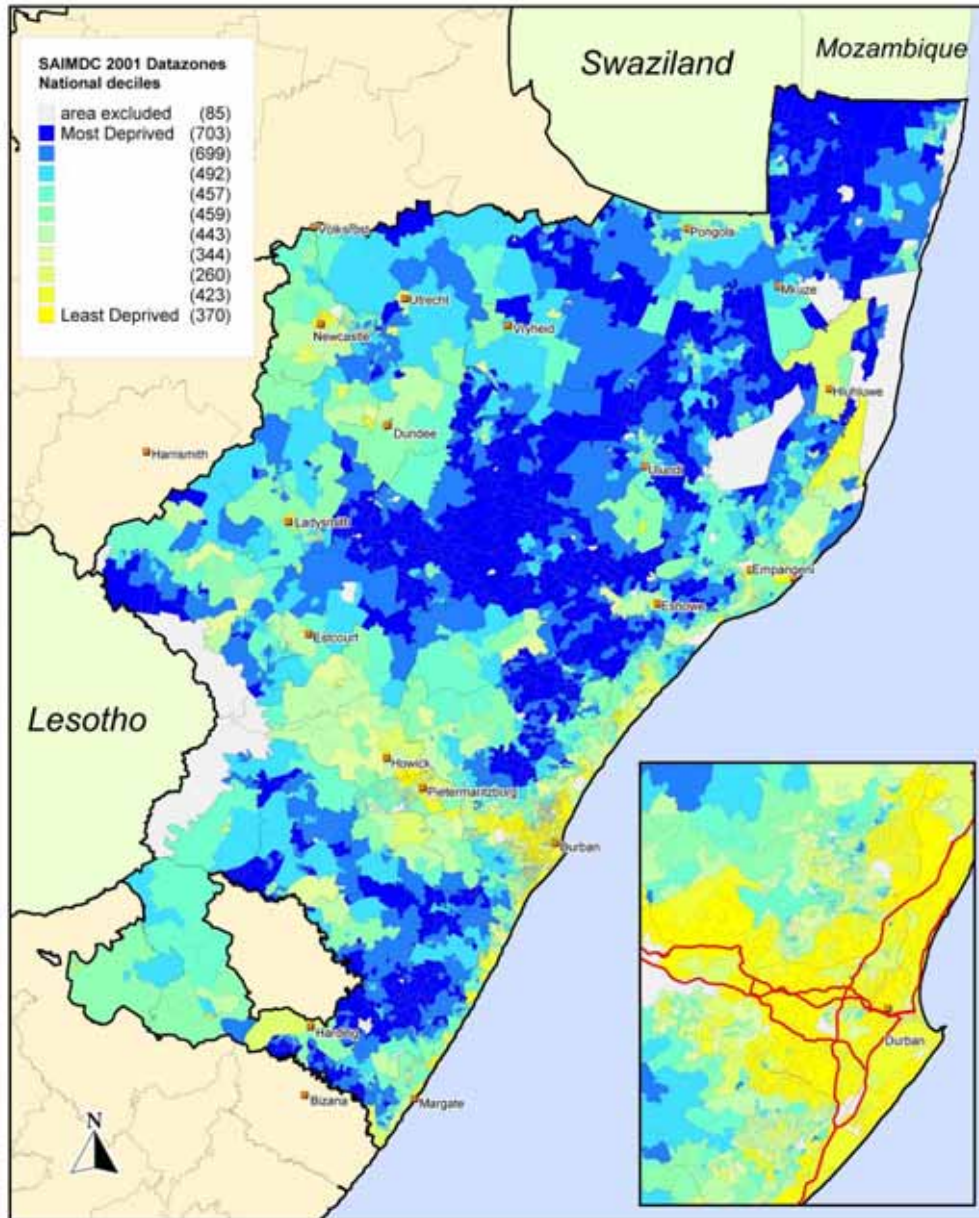 SAIMDC 2001 Datazones
National deciles
area excluded (85)
Most Deprived (703)
(699)
(492)
(457)
(459)
(443)
(344)
(260)
(423)
Least Deprived (370)
Swaziland
Mozambique
Volksrust
Pongola
Utrecht
Mkuze
Newcastle
Vryheid
Hluhluwe
Dundee
Harrismith
Ulundi
Ladysmith
Empangeni
Eshowe
Estcourt
Lesotho
Howick
Pietermaritzburg
Durban
Harding
Bizana
Margate
N
Durban